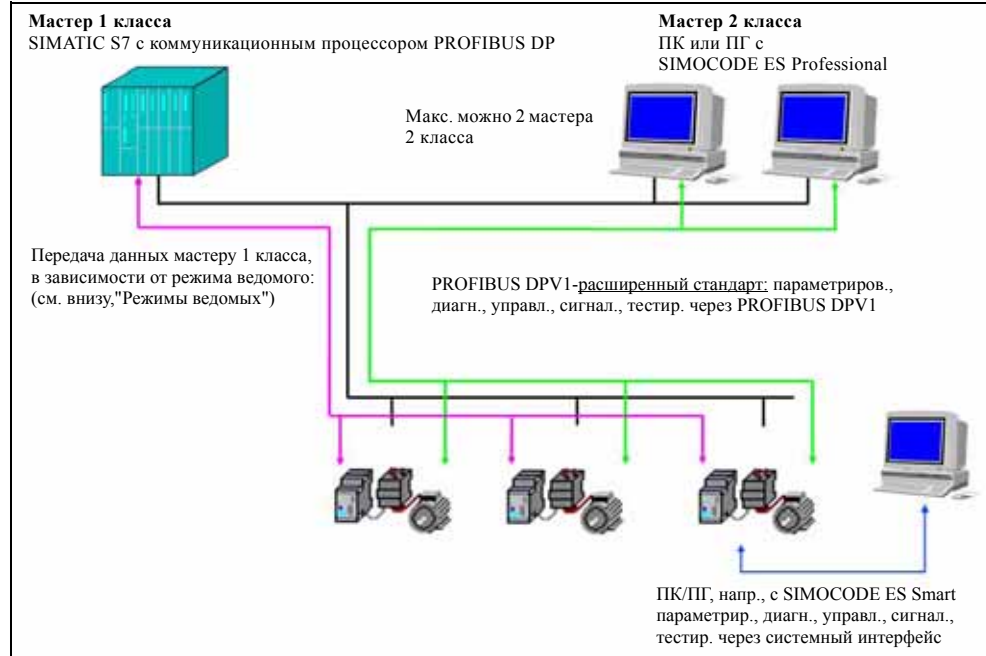 Мастер 1 класса
SIMATIC S7 с коммуникационным процессором PROFIBUS DP
Мастер 2 класса
ПК или ПГ с
SIMOCODE ES Professional
Макс. можно 2 мастера
2 класса
Передача данных мастеру 1 класса,
в зависимости от режима ведомого:
(см. внизу,"Режимы ведомых")
PROFIBUS DPV1-расширенный стандарт: параметриров.,
диагн., управл., сигнал., тестир. через PROFIBUS DPV1
ПК/ПГ, напр., с SIMOCODE ES Smart
параметрир., диагн., управл., сигнал.,
тестир. через системный интерфейс